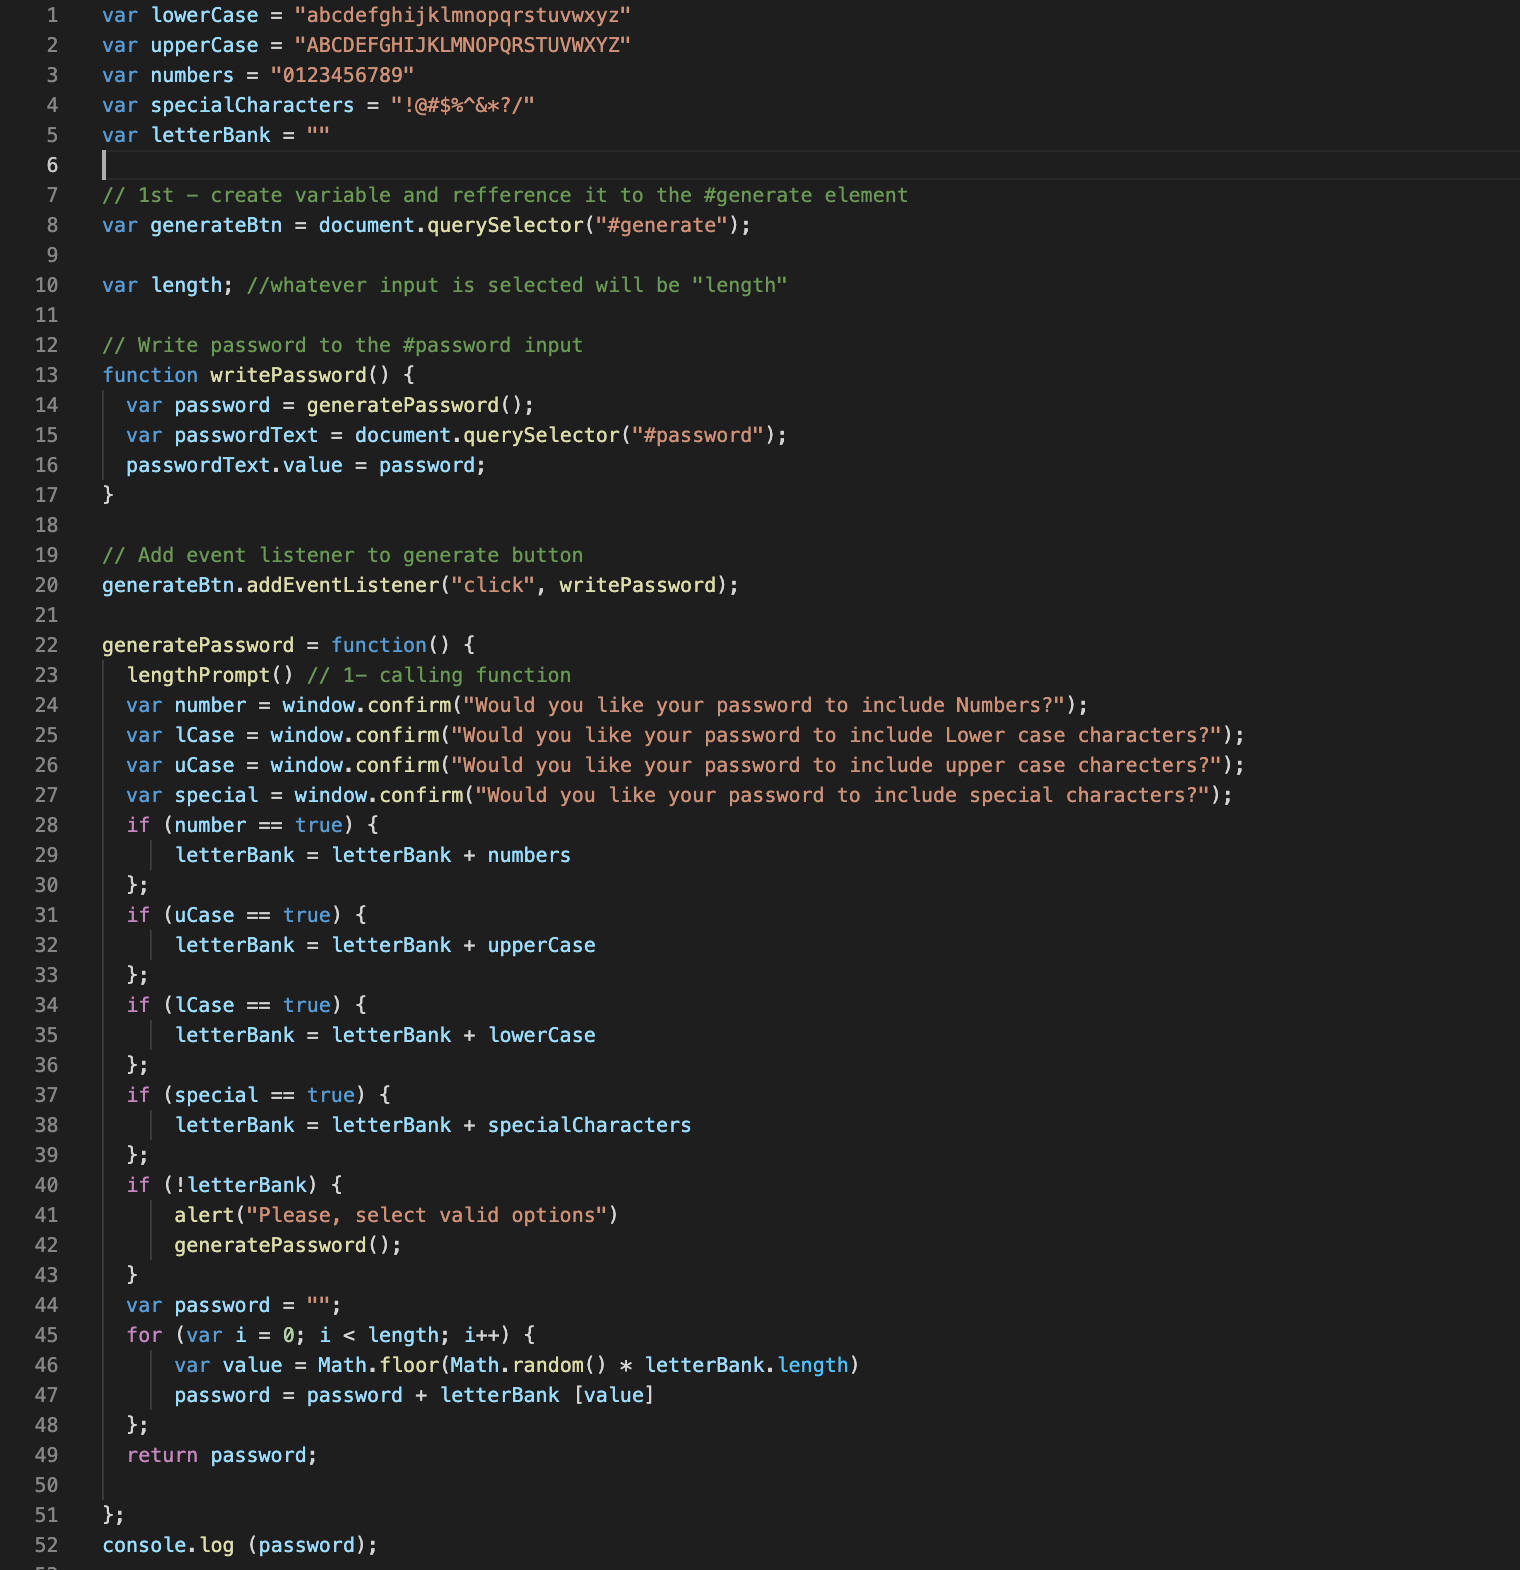 1 var lowerCase = "abcdefghijklmnopqrstuvwxyz"
2 var upperCase = "ABCDEFGHIJKLMNOPQRSTUVWXYZ"
3 var numbers = "0123456789"
4 var specialCharacters = "!@#$%^&*?/"
5 var letterBank = ""
6
7 // 1st - create variable and refference it to the #generate element
8 var generateBtn = document.querySelector("#generate");
9
10 var length; //whatever input is selected will be "length"
11
12 // Write password to the #password input
13 function writePassword() {
14   var password = generatePassword();
15   var passwordText = document.querySelector("#password");
16   passwordText.value = password;
17 }
18
19 // Add event listener to generate button
20 generateBtn.addEventListener("click", writePassword);
21
22 generatePassword = function() {
23   lengthPrompt() // 1- calling function
24   var number = window.confirm("Would you like your password to include Numbers?");
25   var lCase = window.confirm("Would you like your password to include Lower case characters?");
26   var uCase = window.confirm("Would you like your password to include upper case charecters?");
27   var special = window.confirm("Would you like your password to include special characters?");
28   if (number == true) {
29       letterBank = letterBank + numbers
30   };
31   if (uCase == true) {
32       letterBank = letterBank + upperCase
33   };
34   if (lCase == true) {
35       letterBank = letterBank + lowerCase
36   };
37   if (special == true) {
38       letterBank = letterBank + specialCharacters
39   };
40   if (!letterBank) {
41       alert("Please, select valid options")
42       generatePassword();
43   }
44   var password = "";
45   for (var i = 0; i < length; i++) {
46       var value = Math.floor(Math.random() * letterBank.length)
47       password = password + letterBank [value]
48   };
49   return password;
50
51 };
52 console.log (password);